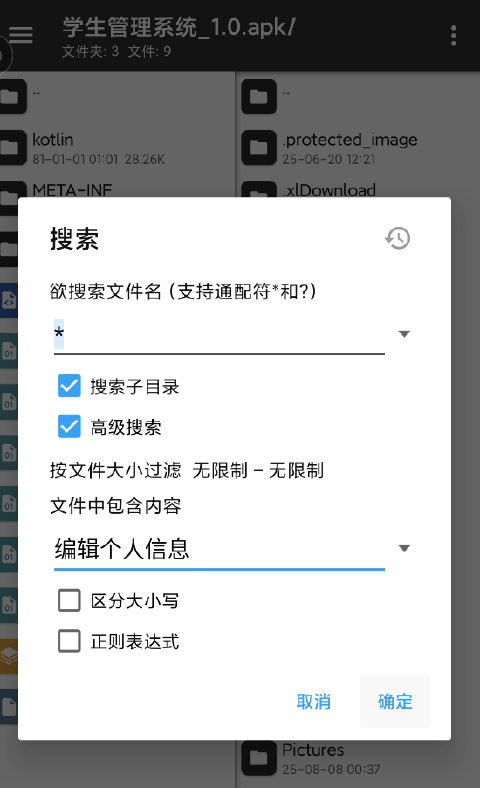 学生管理系统_1.0.apk/
文件夹: 3 文件: 9
..
..
kotlin
81-01-01 01:01 28.26K
.protected_image
25-06-20 12:21
META-INF
.xlDownload
搜索
欲搜索文件名 (支持通配符*和?)
*
搜索子目录
高级搜索
按文件大小过滤 无限制 - 无限制
文件中包含内容
编辑个人信息
区分大小写
正则表达式
取消
确定
Pictures
25-08-08 00:37